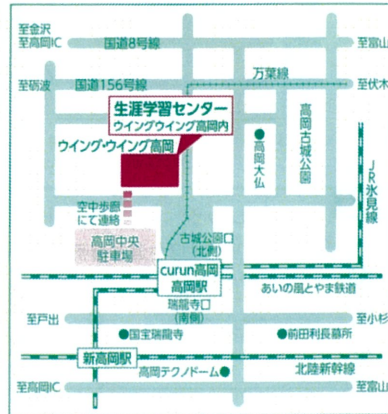 至金沢
至高岡IC
国道8号線
至富山
万葉線
至砺波
国道156号線
至伏木
生涯学習センター
ウイングウイング高岡内
ウイング・ウイング高岡
高岡大仏
高岡古城公園
JR氷見線
空中歩廊
にて連絡
高岡中央
駐車場
古城公園口
(北側)
curun高岡
高岡駅
あいの風とやま鉄道
瑞龍寺口
(南側)
至戸出
至小杉
国宝瑞龍寺
前田利長墓所
新高岡駅
北陸新幹線
高岡テクノドーム
至高岡IC
至富山